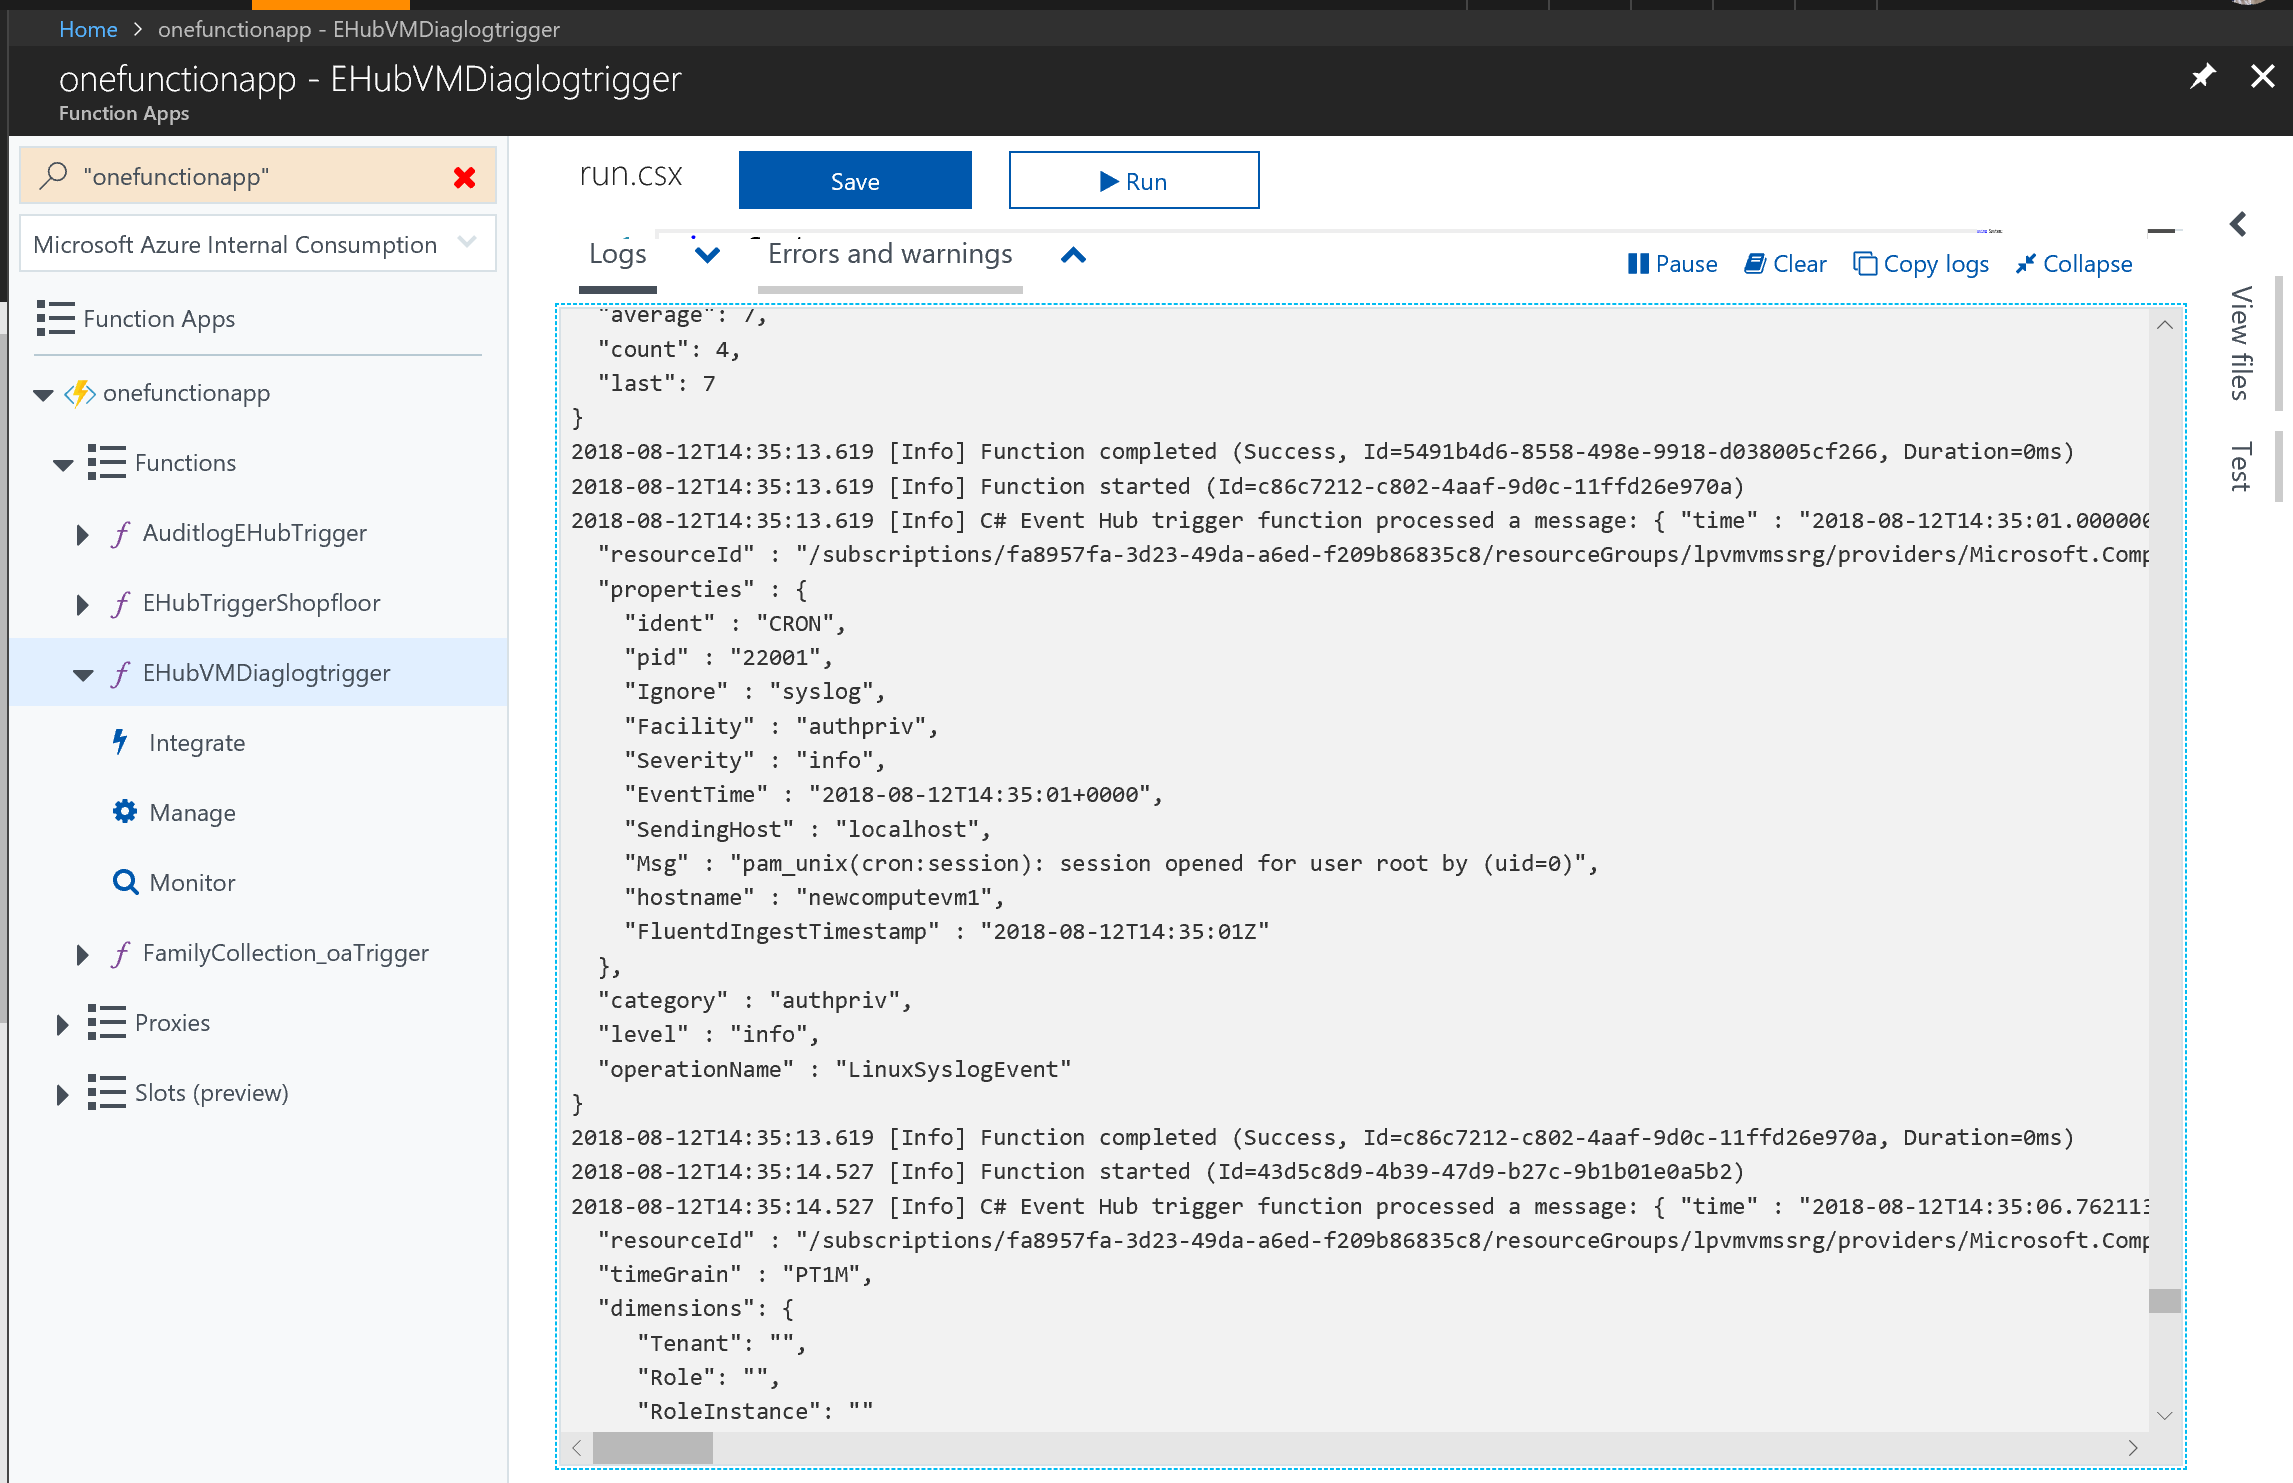 Home > onefunctionapp - EHubVMDiaglogtrigger
onefunctionapp - EHubVMDiaglogtrigger
Function Apps
"onefunctionapp"
Microsoft Azure Internal Consumption
Function Apps
onefunctionapp
Functions
AuditlogEHubTrigger
EHubTriggerShopfloor
EHubVMDiaglogtrigger
Integrate
Manage
Monitor
FamilyCollection_oaTrigger
Proxies
Slots (preview)
run.csx
Save
Run
Logs
Errors and warnings
Pause
Clear
Copy logs
Collapse
"average": 7,
"count": 4,
"last": 7
}
2018-08-12T14:35:13.619 [Info] Function completed (Success, Id=5491b4d6-8558-498e-9918-d038005cf266, Duration=0ms)
2018-08-12T14:35:13.619 [Info] Function started (Id=c86c7212-c802-4aaf-9d0c-11ffd26e970a)
2018-08-12T14:35:13.619 [Info] C# Event Hub trigger function processed a message: { "time" : "2018-08-12T14:35:01.000000
"resourceId" : "/subscriptions/fa8957fa-3d23-49da-a6ed-f209b86835c8/resourceGroups/lpvmvmssrg/providers/Microsoft.Comp
"properties" : {
"ident" : "CRON",
"pid" : "22001",
"Ignore" : "syslog",
"Facility" : "authpriv",
"Severity" : "info",
"EventTime" : "2018-08-12T14:35:01+0000",
"SendingHost" : "localhost",
"Msg" : "pam_unix(cron:session): session opened for user root by (uid=0)",
"hostname" : "newcomputevm1",
"FluentdIngestTimestamp" : "2018-08-12T14:35:01Z"
},
"category" : "authpriv",
"level" : "info",
"operationName" : "LinuxSyslogEvent"
}
2018-08-12T14:35:13.619 [Info] Function completed (Success, Id=c86c7212-c802-4aaf-9d0c-11ffd26e970a, Duration=0ms)
2018-08-12T14:35:14.527 [Info] Function started (Id=43d5c8d9-4b39-47d9-b27c-9b1b01e0a5b2)
2018-08-12T14:35:14.527 [Info] C# Event Hub trigger function processed a message: { "time" : "2018-08-12T14:35:06.762113
"resourceId" : "/subscriptions/fa8957fa-3d23-49da-a6ed-f209b86835c8/resourceGroups/lpvmvmssrg/providers/Microsoft.Comp
"timeGrain" : "PT1M",
"dimensions": {
"Tenant": "",
"Role": "",
"RoleInstance": ""
View files
Test